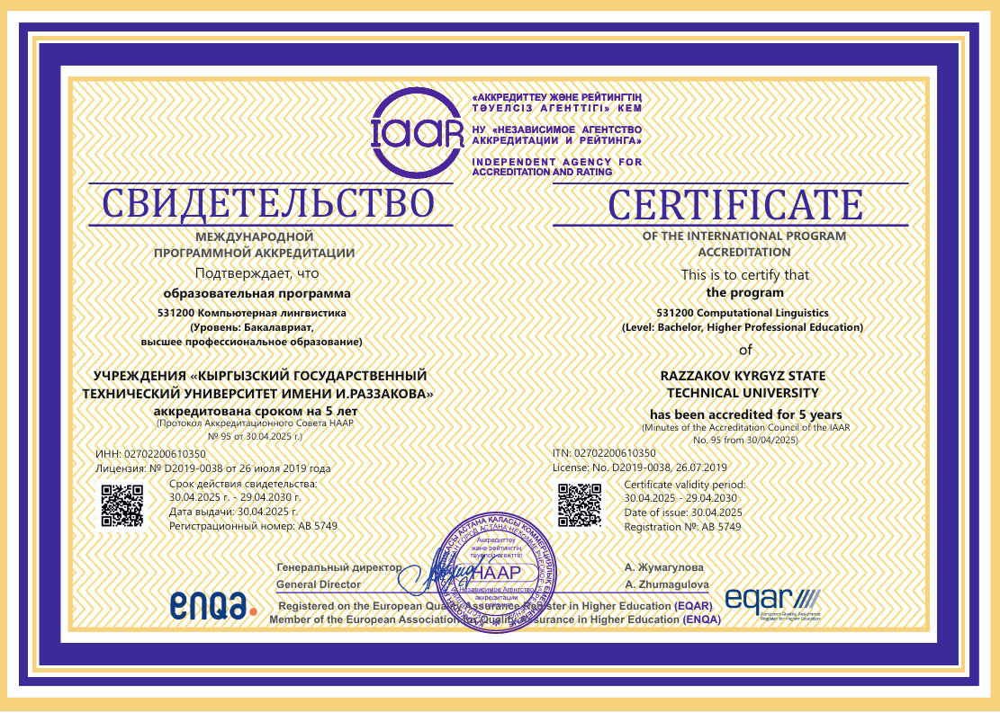 Iaar
«АККРЕДИТТЕУ ЖӘНЕ РЕЙТИНГТІҢ
ТӘУЕЛСІЗ АГЕНТТІГІ» КЕМ
НУ «НЕЗАВИСИМОЕ АГЕНТСТВО
АККРЕДИТАЦИИ И РЕЙТИНГА»
INDEPENDENT AGENCY FOR
ACCREDITATION AND RATING
СВИДЕТЕЛЬСТВО
МЕЖДУНАРОДНОЙ
ПРОГРАММНОЙ АККРЕДИТАЦИИ
Подтверждает, что
образовательная программа
531200 Компьютерная лингвистика
(Уровень: Бакалавриат,
высшее профессиональное образование)
УЧРЕЖДЕНИЯ «КЫРГЫЗСКИЙ ГОСУДАРСТВЕННЫЙ
ТЕХНИЧЕСКИЙ УНИВЕРСИТЕТ ИМЕНИ И.РАЗЗАКОВА»
аккредитована сроком на 5 лет
(Протокол Аккредитационного Совета НААР
№ 95 от 30.04.2025 г.)
ИНН: 02702200610350
Лицензия: № D2019-0038 от 26 июля 2019 года
Срок действия свидетельства:
30.04.2025 г. - 29.04.2030 г.
Дата выдачи: 30.04.2025 г.
Регистрационный номер: AB 5749
CERTIFICATE
OF THE INTERNATIONAL PROGRAM
ACCREDITATION
This is to certify that
the program
531200 Computational Linguistics
(Level: Bachelor, Higher Professional Education)
of
RAZZAKOV KYRGYZ STATE
TECHNICAL UNIVERSITY
has been accredited for 5 years
(Minutes of the Accreditation Council of the IAAR
No. 95 from 30/04/2025)
ITN: 02702200610350
License: No. D2019-0038, 26.07.2019
Certificate validity period:
30.04.2025 - 29.04.2030
Date of issue: 30.04.2025
Registration №: AB 5749
Генеральный директор
А. Жумагулова
General Director
A. Zhumagulova
Аккредиттеу
және рейтингтің
тәуелсіз агенттігі
НААР
Независимое Агентство
аккредитации
enqa.
Registered on the European Quality Assurance Register in Higher Education (EQAR)
Member of the European Association for Quality Assurance in Higher Education (ENQA)
eqar
European Quality Assurance
Register for Higher Education